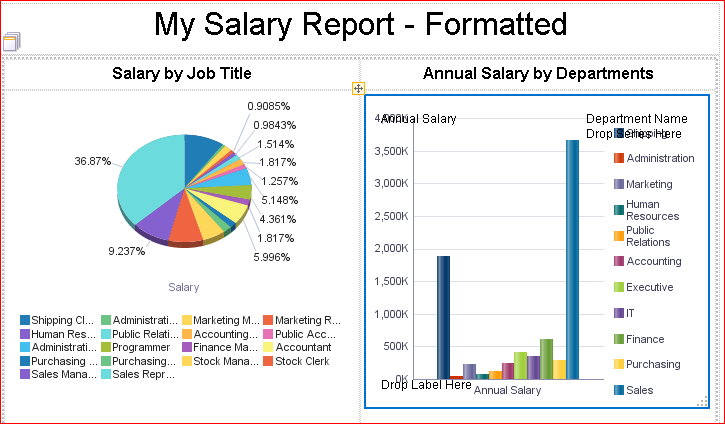 My Salary Report - Formatted
Salary by Job Title
0.9085%
0.9843%
1.514%
1.817%
1.257%
5.148%
4.361%
1.817%
5.996%
9.237%
36.87%
Salary
Shipping Cl... Administrati... Marketing M... Marketing R...
Human Res... Public Relati... Accounting... Public Acc...
Administrati... Programmer Finance Ma... Accountant
Purchasing ... Purchasing... Stock Mana... Stock Clerk
Sales Mana... Sales Repr...
Annual Salary by Departments
Annual Salary
Department Name
Drop Series Here
4,000K
3,500K
3,000K
2,500K
2,000K
1,500K
1,000K
500K
0K
Drop Label Here
Annual Salary
Shipping
Administration
Marketing
Human
Resources
Public
Relations
Accounting
Executive
IT
Finance
Purchasing
Sales